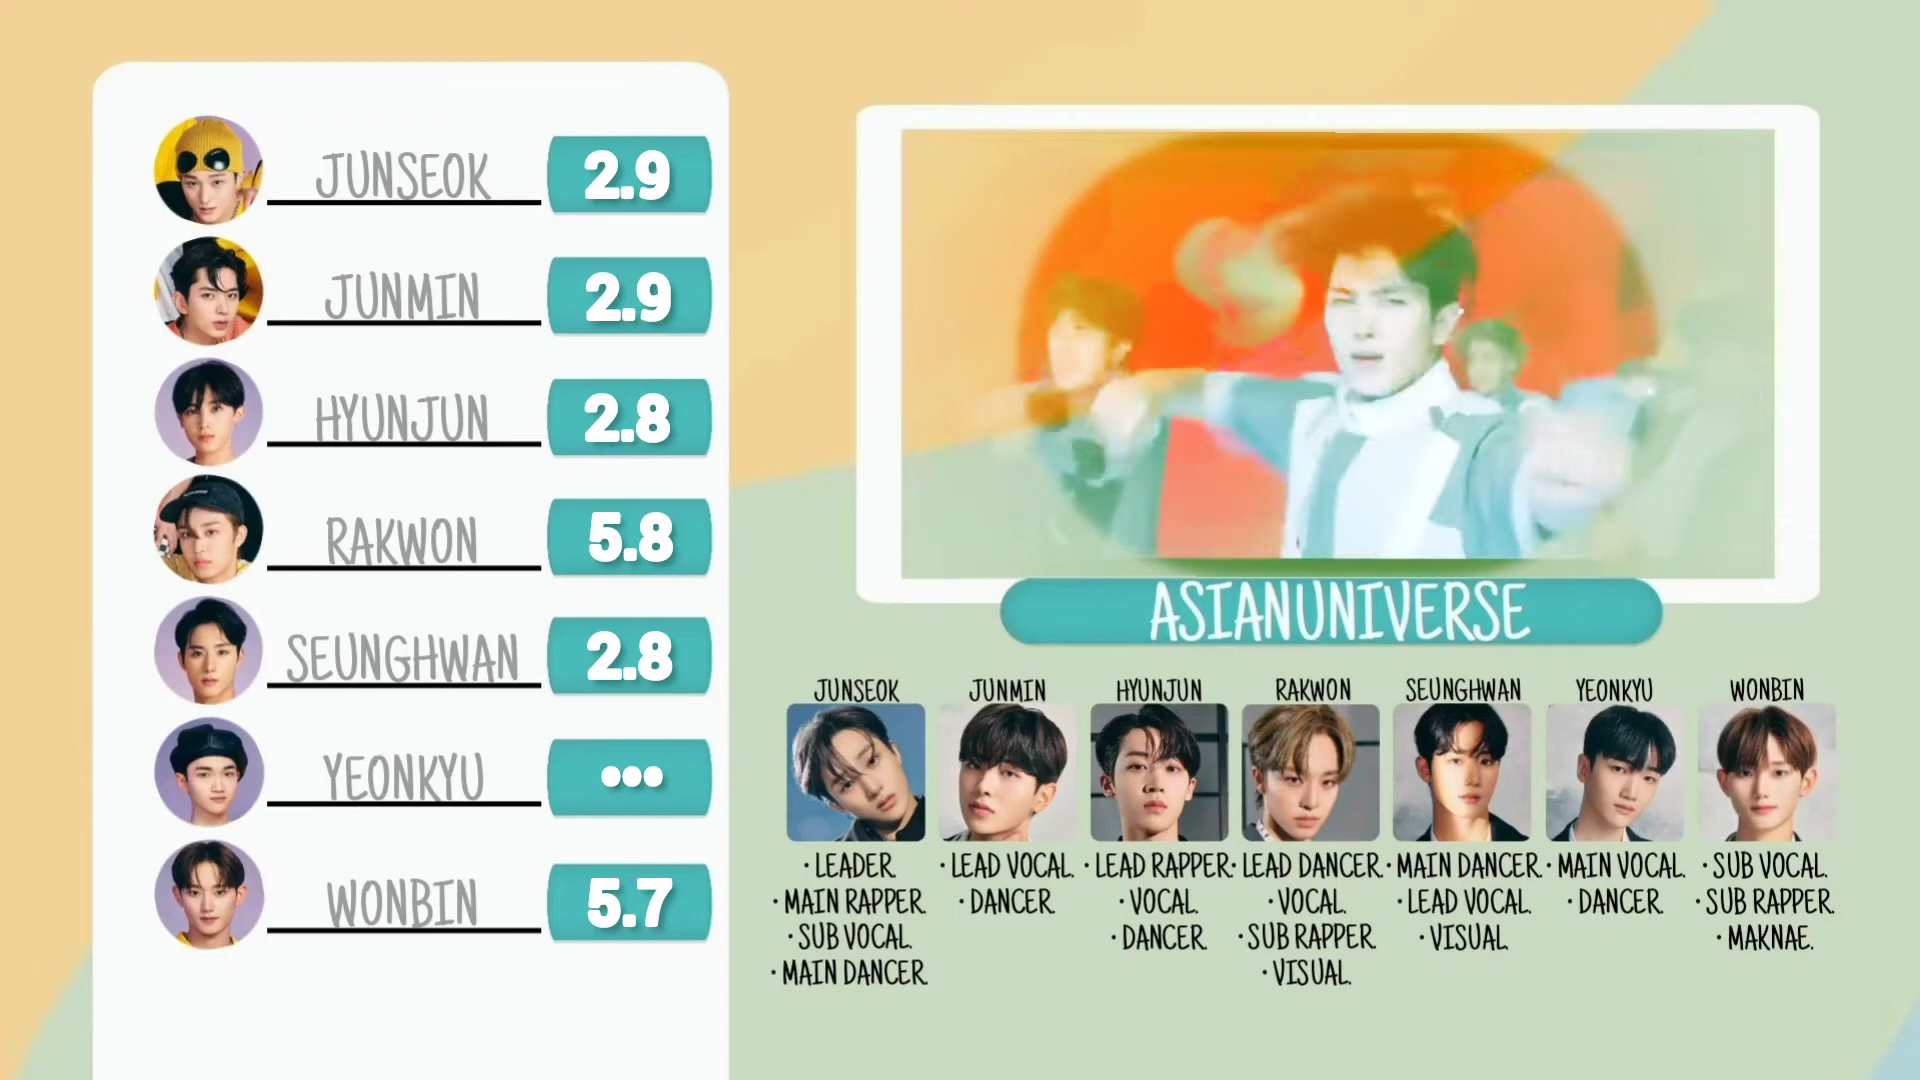 JUNSEOK 2.9
JUNMIN 2.9
HYUNJUN 2.8
RAKWON 5.8
SEUNGHWAN 2.8
YEONKYU •••
WONBIN 5.7
ASIANUNIVERSE
JUNSEOK
· LEADER.
· MAIN RAPPER.
· SUB VOCAL.
· MAIN DANCER.
JUNMIN
· LEAD VOCAL.
· DANCER.
HYUNJUN
· LEAD RAPPER.
· VOCAL.
· DANCER.
RAKWON
· LEAD DANCER.
· VOCAL.
· SUB RAPPER.
· VISUAL.
SEUNGHWAN
· MAIN DANCER.
· LEAD VOCAL.
· VISUAL.
YEONKYU
· MAIN VOCAL.
· DANCER.
WONBIN
· SUB VOCAL.
· SUB RAPPER.
· MAKNAE.